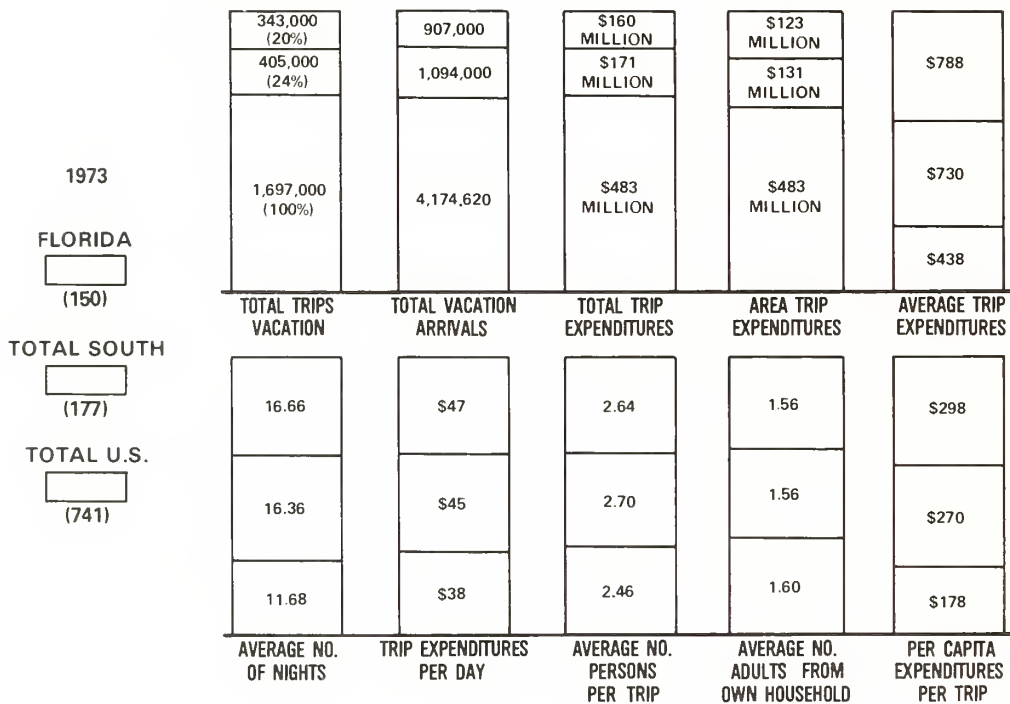 1973
FLORIDA
(150)
TOTAL SOUTH
(177)
TOTAL U.S.
(741)
343,000
(20%)
405,000
(24%)
1,697,000
(100%)
TOTAL TRIPS
VACATION
907,000
1,094,000
4,174,620
TOTAL VACATION
ARRIVALS
$160
MILLION
$171
MILLION
$483
MILLION
TOTAL TRIP
EXPENDITURES
$123
MILLION
$131
MILLION
$483
MILLION
AREA TRIP
EXPENDITURES
$788
$730
$438
AVERAGE TRIP
EXPENDITURES
16.66
16.36
11.68
AVERAGE NO.
OF NIGHTS
$47
$45
$38
TRIP EXPENDITURES
PER DAY
2.64
2.70
2.46
AVERAGE NO.
PERSONS
PER TRIP
1.56
1.56
1.60
AVERAGE NO.
ADULTS FROM
OWN HOUSEHOLD
$298
$270
$178
PER CAPITA
EXPENDITURES
PER TRIP